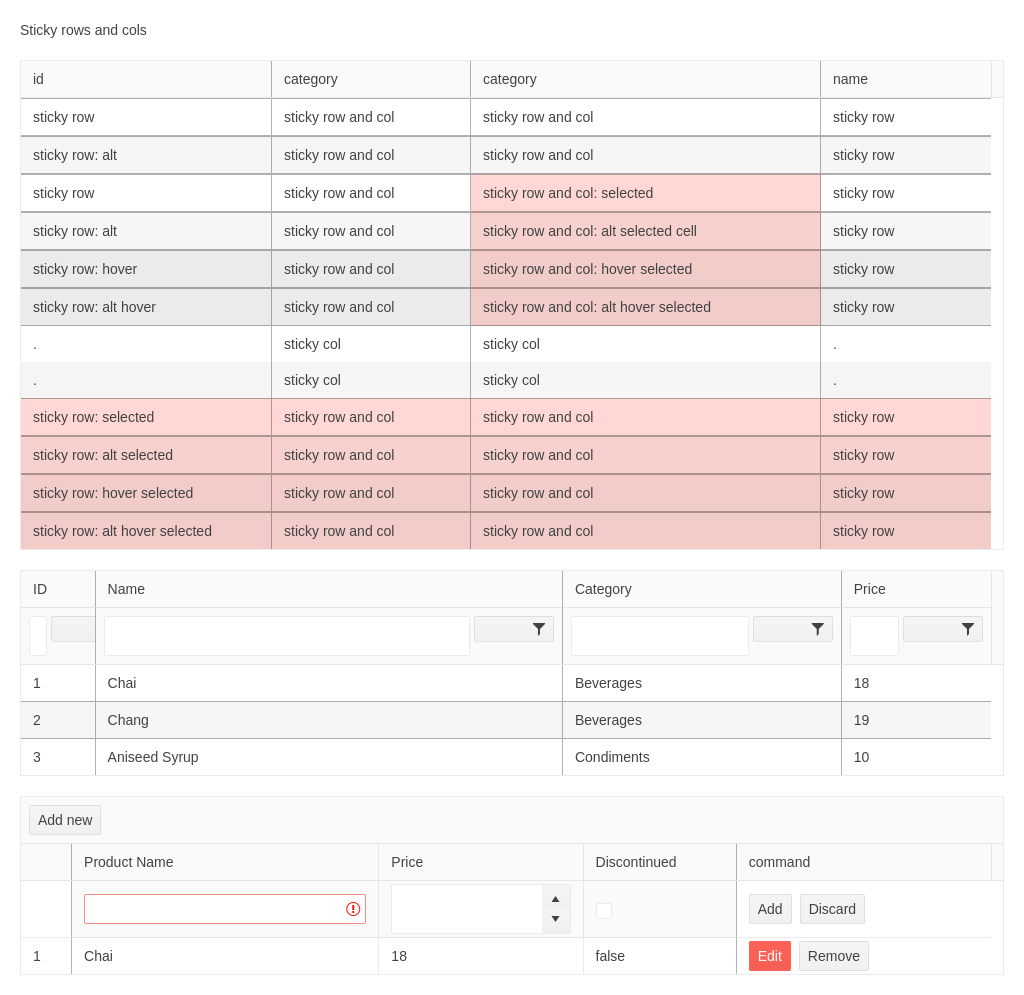 Sticky rows and cols
id category category name
sticky row sticky row and col sticky row and col sticky row
sticky row: alt sticky row and col sticky row and col sticky row
sticky row sticky row and col sticky row and col: selected sticky row
sticky row: alt sticky row and col sticky row and col: alt selected cell sticky row
sticky row: hover sticky row and col sticky row and col: hover selected sticky row
sticky row: alt hover sticky row and col sticky row and col: alt hover selected sticky row
. sticky col sticky col .
. sticky col sticky col .
sticky row: selected sticky row and col sticky row and col sticky row
sticky row: alt selected sticky row and col sticky row and col sticky row
sticky row: hover selected sticky row and col sticky row and col sticky row
sticky row: alt hover selected sticky row and col sticky row and col sticky row
ID Name Category Price
1 Chai Beverages 18
2 Chang Beverages 19
3 Aniseed Syrup Condiments 10
Add new
Product Name Price Discontinued command
Add Discard
1 Chai 18 false Edit Remove